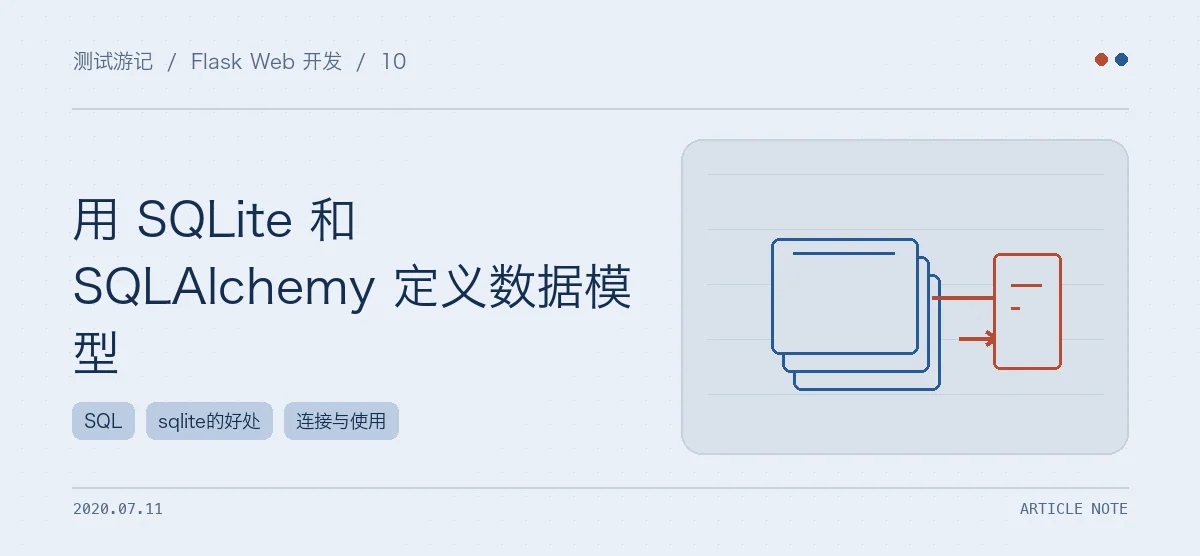 测试游记 / Flask Web 开发 / 10
用 SQLite 和
SQLAlchemy 定义数据模
型
SQL sqlite的好处 连接与使用
2020.07.11 ARTICLE NOTE